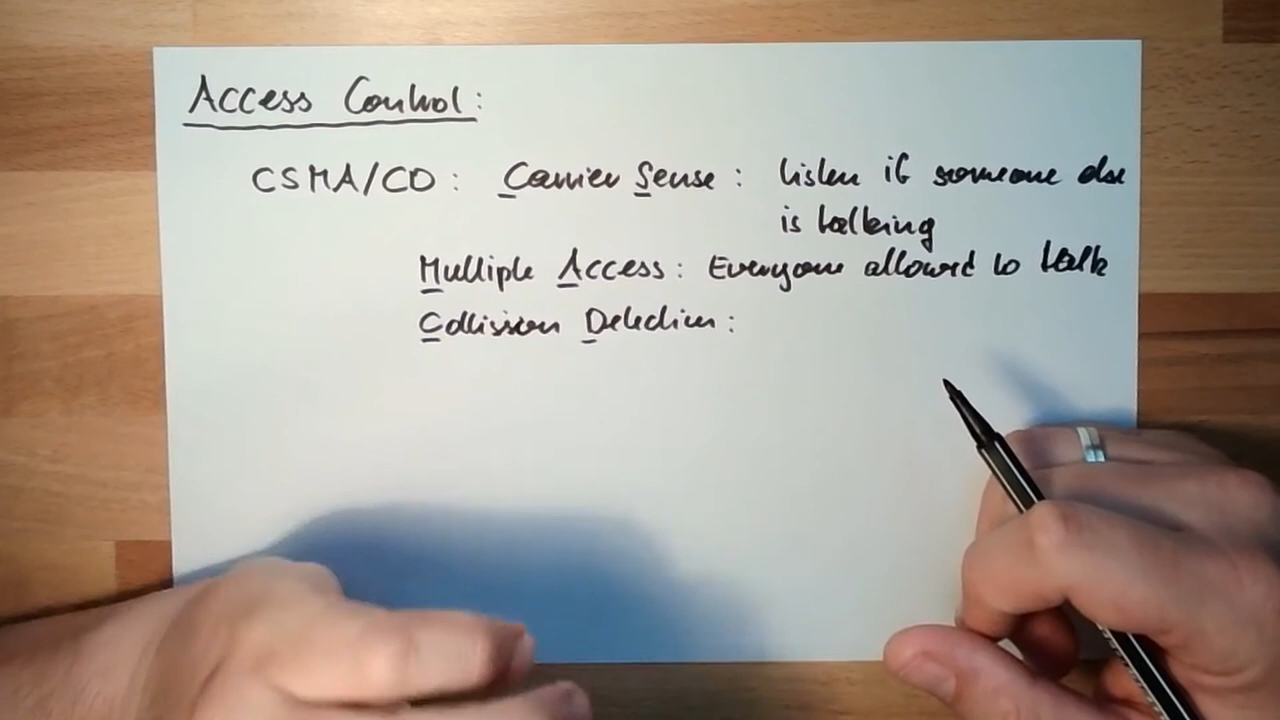 Access Control:
CSMA/CD: Carrier Sense: listen if someone else
is talking
Multiple Access: Everyone allowed to talk
Collission Detection: